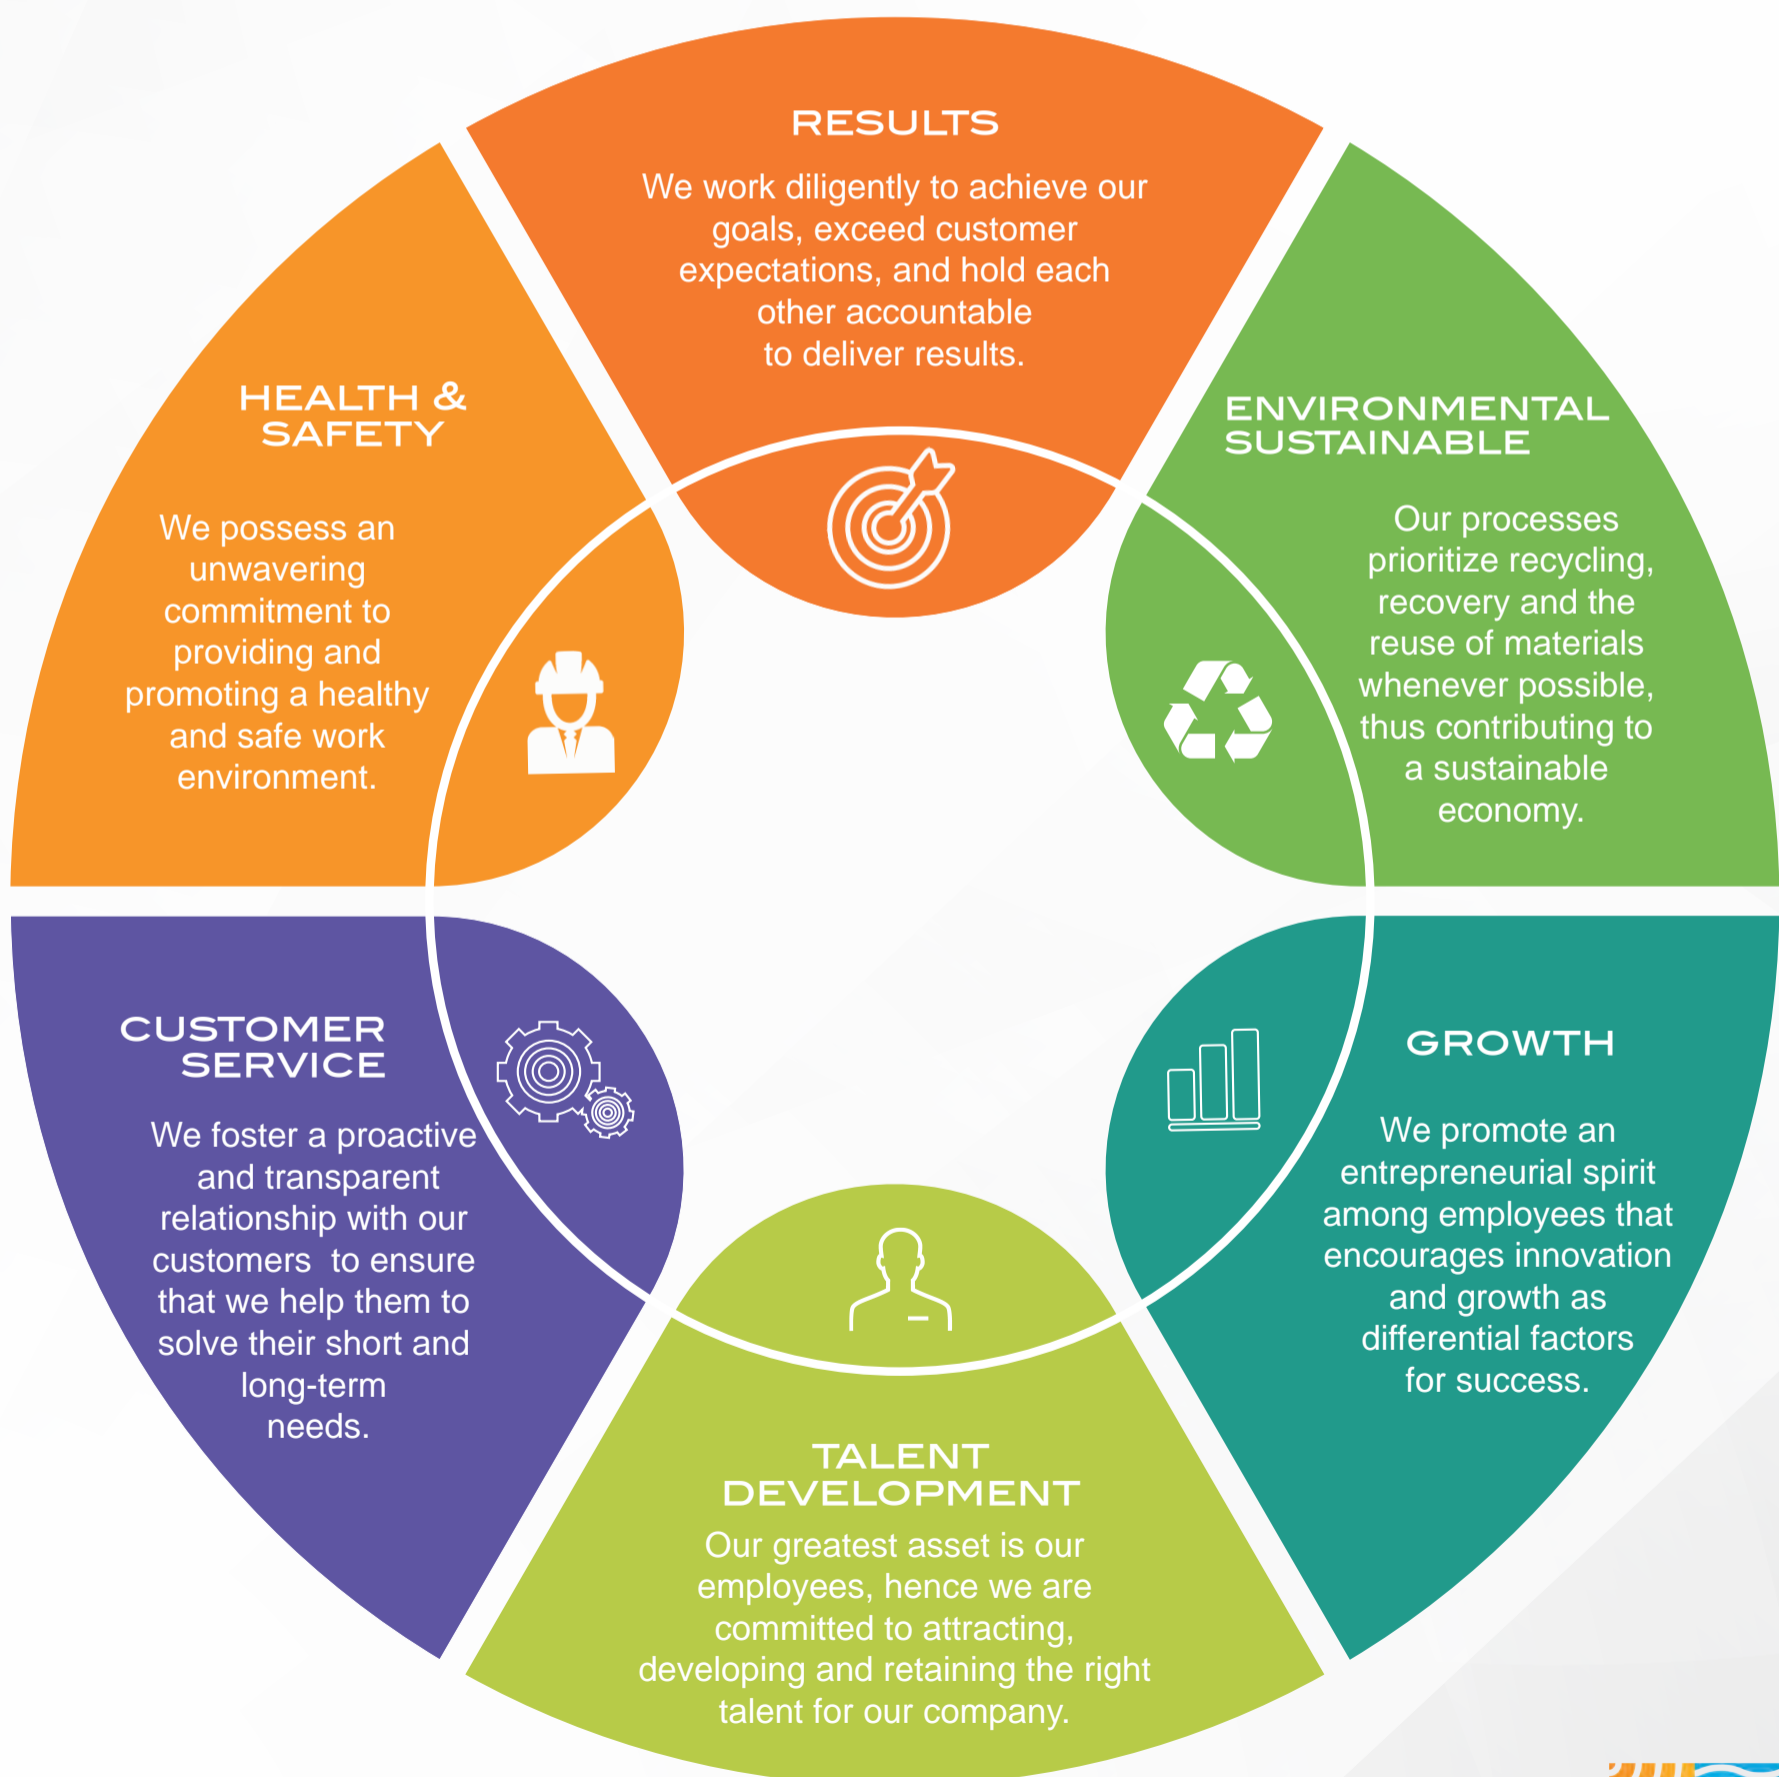 RESULTS
We work diligently to achieve our
goals, exceed customer
expectations, and hold each
other accountable
to deliver results.
ENVIRONMENTAL
SUSTAINABLE
Our processes
prioritize recycling,
recovery and the
reuse of materials
whenever possible,
thus contributing to
a sustainable
economy.
GROWTH
We promote an
entrepreneurial spirit
among employees that
encourages innovation
and growth as
differential factors
for success.
TALENT
DEVELOPMENT
Our greatest asset is our
employees, hence we are
committed to attracting,
developing and retaining the right
talent for our company.
CUSTOMER
SERVICE
We foster a proactive
and transparent
relationship with our
customers  to ensure
that we help them to
solve their short and
long-term
needs.
HEALTH &
SAFETY
We possess an
unwavering
commitment to
providing and
promoting a healthy
and safe work
environment.